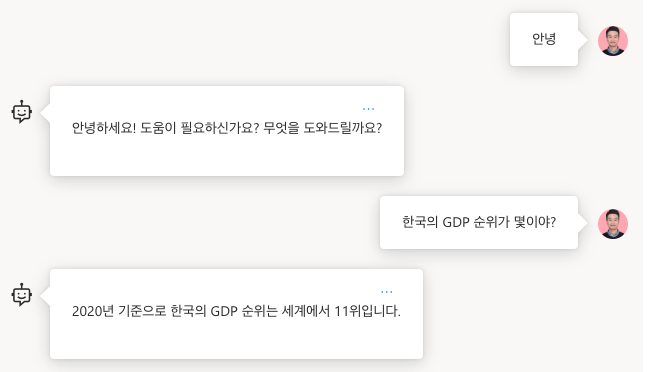 안녕
...
안녕하세요! 도움이 필요하신가요? 무엇을 도와드릴까요?
한국의 GDP 순위가 몇이야?
...
2020년 기준으로 한국의 GDP 순위는 세계에서 11위입니다.